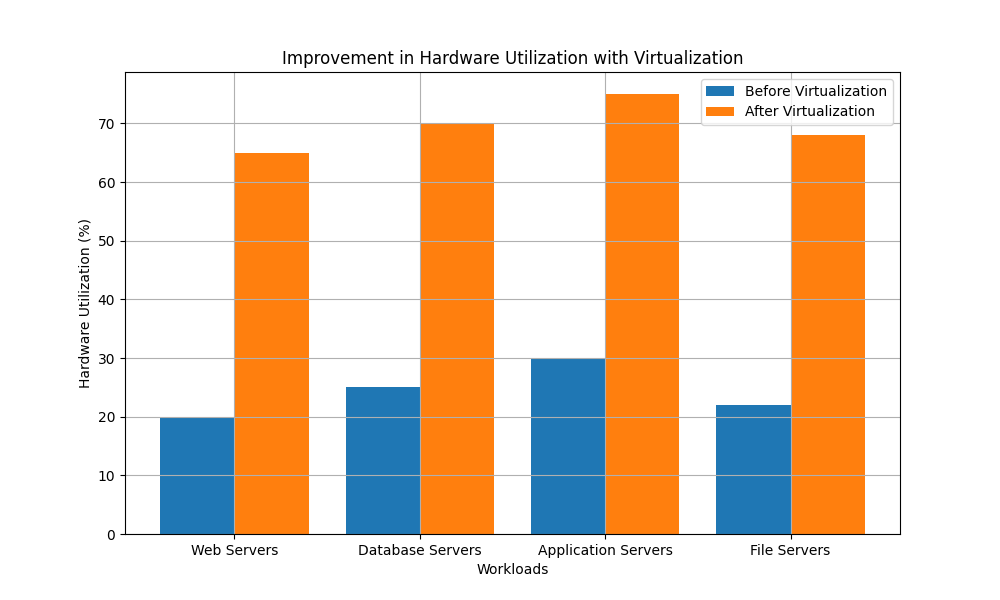 Improvement in Hardware Utilization with Virtualization
Before Virtualization
After Virtualization
Hardware Utilization (%)
70
60
50
40
30
20
10
0
Web Servers
Database Servers
Application Servers
File Servers
Workloads